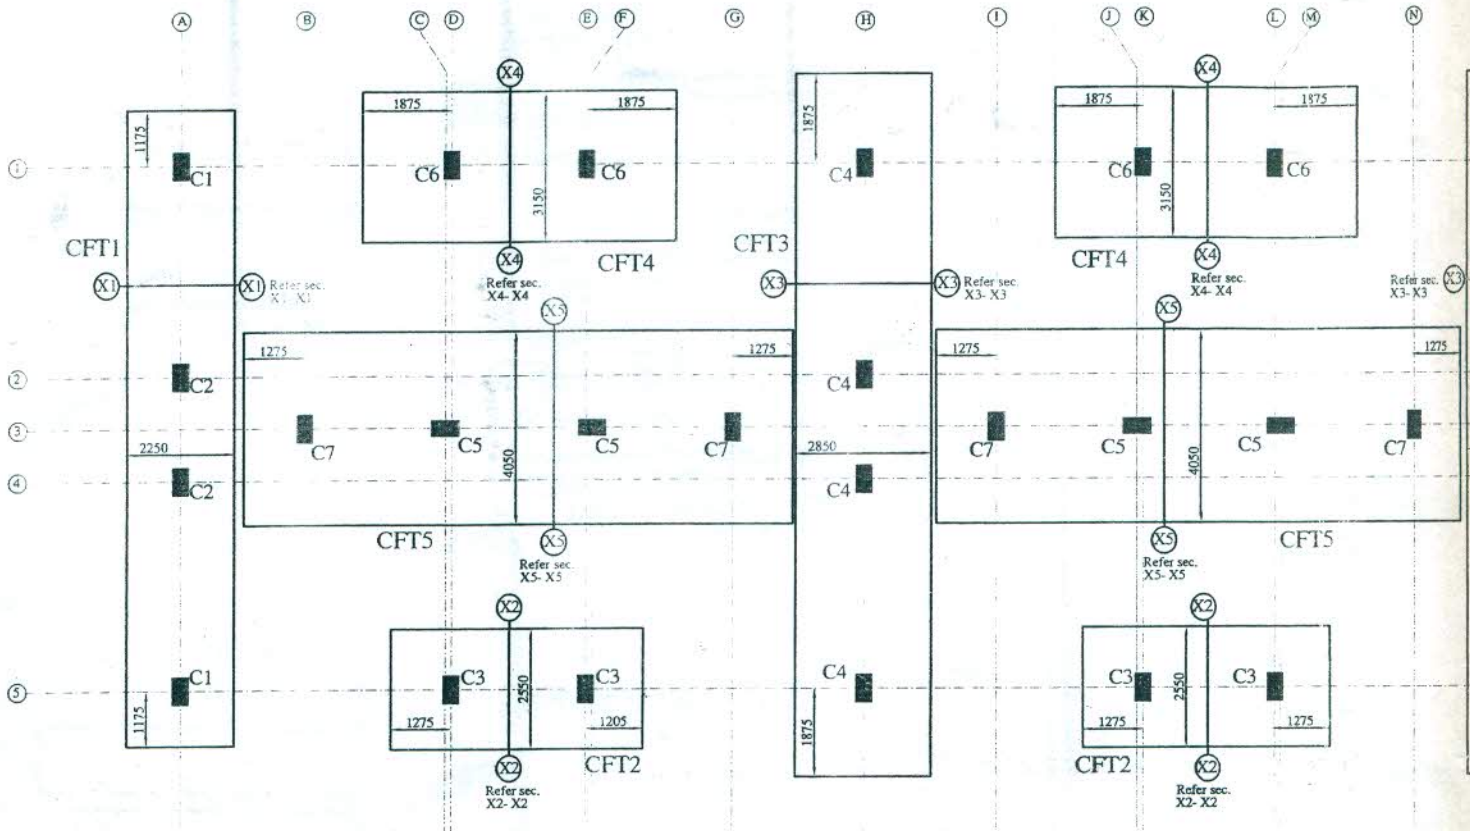 A B C D E F G H I J K L M N
X4 X4
1875 1875 1875 1875 1875
1175 3150 3150
1 C1 C6 C6 C4 C6 C6
CFT1 CFT3
X4 CFT4 CFT4 X4
X1 X1 Refer sec. X1- X1
Refer sec.
X4- X4
X3 X3 Refer sec. X3- X3
Refer sec.
X4- X4
Refer sec. X3- X3 X3
X5 X5
1275 1275 1275 1275
2 C2 C4
3 C7 C5 C5 C7 C7 C5 C5 C7
2250 4050 2850 4050
4 C2 C4
CFT5 X5 X5 CFT5
Refer sec.
X5- X5
Refer sec.
X5- X5
X2 X2
5 C1 C3 C3 C4 C3 C3
2550 2550
1175 1275 1205 1875 1275 1275
X2 CFT2 CFT2 X2
Refer sec.
X2- X2
Refer sec.
X2- X2